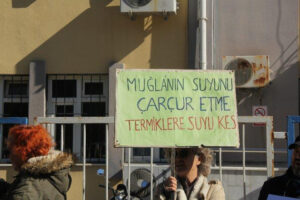 MUĞLANIN SUYUNU
ÇARÇUR ETME
TERMİKLERE SUYU KES